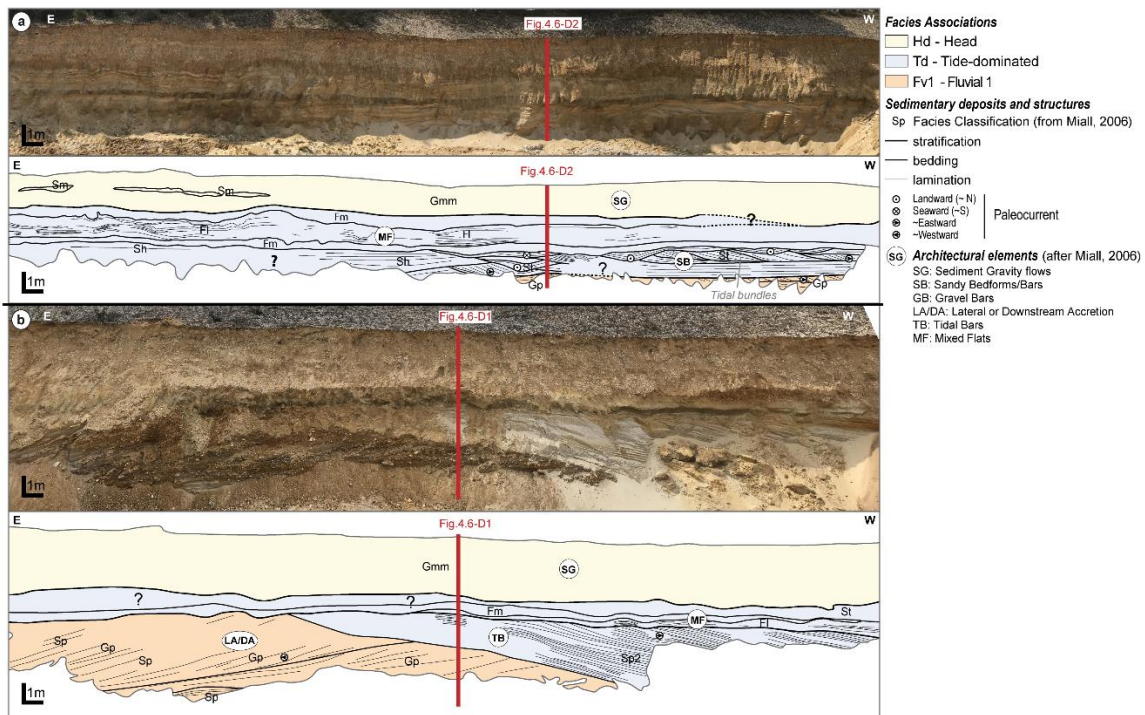 a
E
Fig.4.6-D2
W
1m
E
Fig.4.6-D2
W
Sm
Sm
Gmm
SG
?
Fm
Fl
MF
Fl
Fm
Sh
?
Sh
St
SB
St
?
Gp
Gp
Tidal bundles
1m
b
E
Fig.4.6-D1
W
1m
E
Fig.4.6-D1
W
Gmm
SG
?
?
Fm
MF
St
Fl
Sp
Gp
LA/DA
TB
Sp
Gp
Gp
Sp2
Sp
1m
Facies Associations
Hd - Head
Td - Tide-dominated
Fv1 - Fluvial 1
Sedimentary deposits and structures
Sp Facies Classification (from Miall, 2006)
stratification
bedding
lamination
Landward (~ N)
Seaward (~S)
~Eastward
~Westward
Paleocurrent
SG Architectural elements (after Miall, 2006)
SG: Sediment Gravity flows
SB: Sandy Bedforms/Bars
GB: Gravel Bars
LA/DA: Lateral or Downstream Accretion
TB: Tidal Bars
MF: Mixed Flats